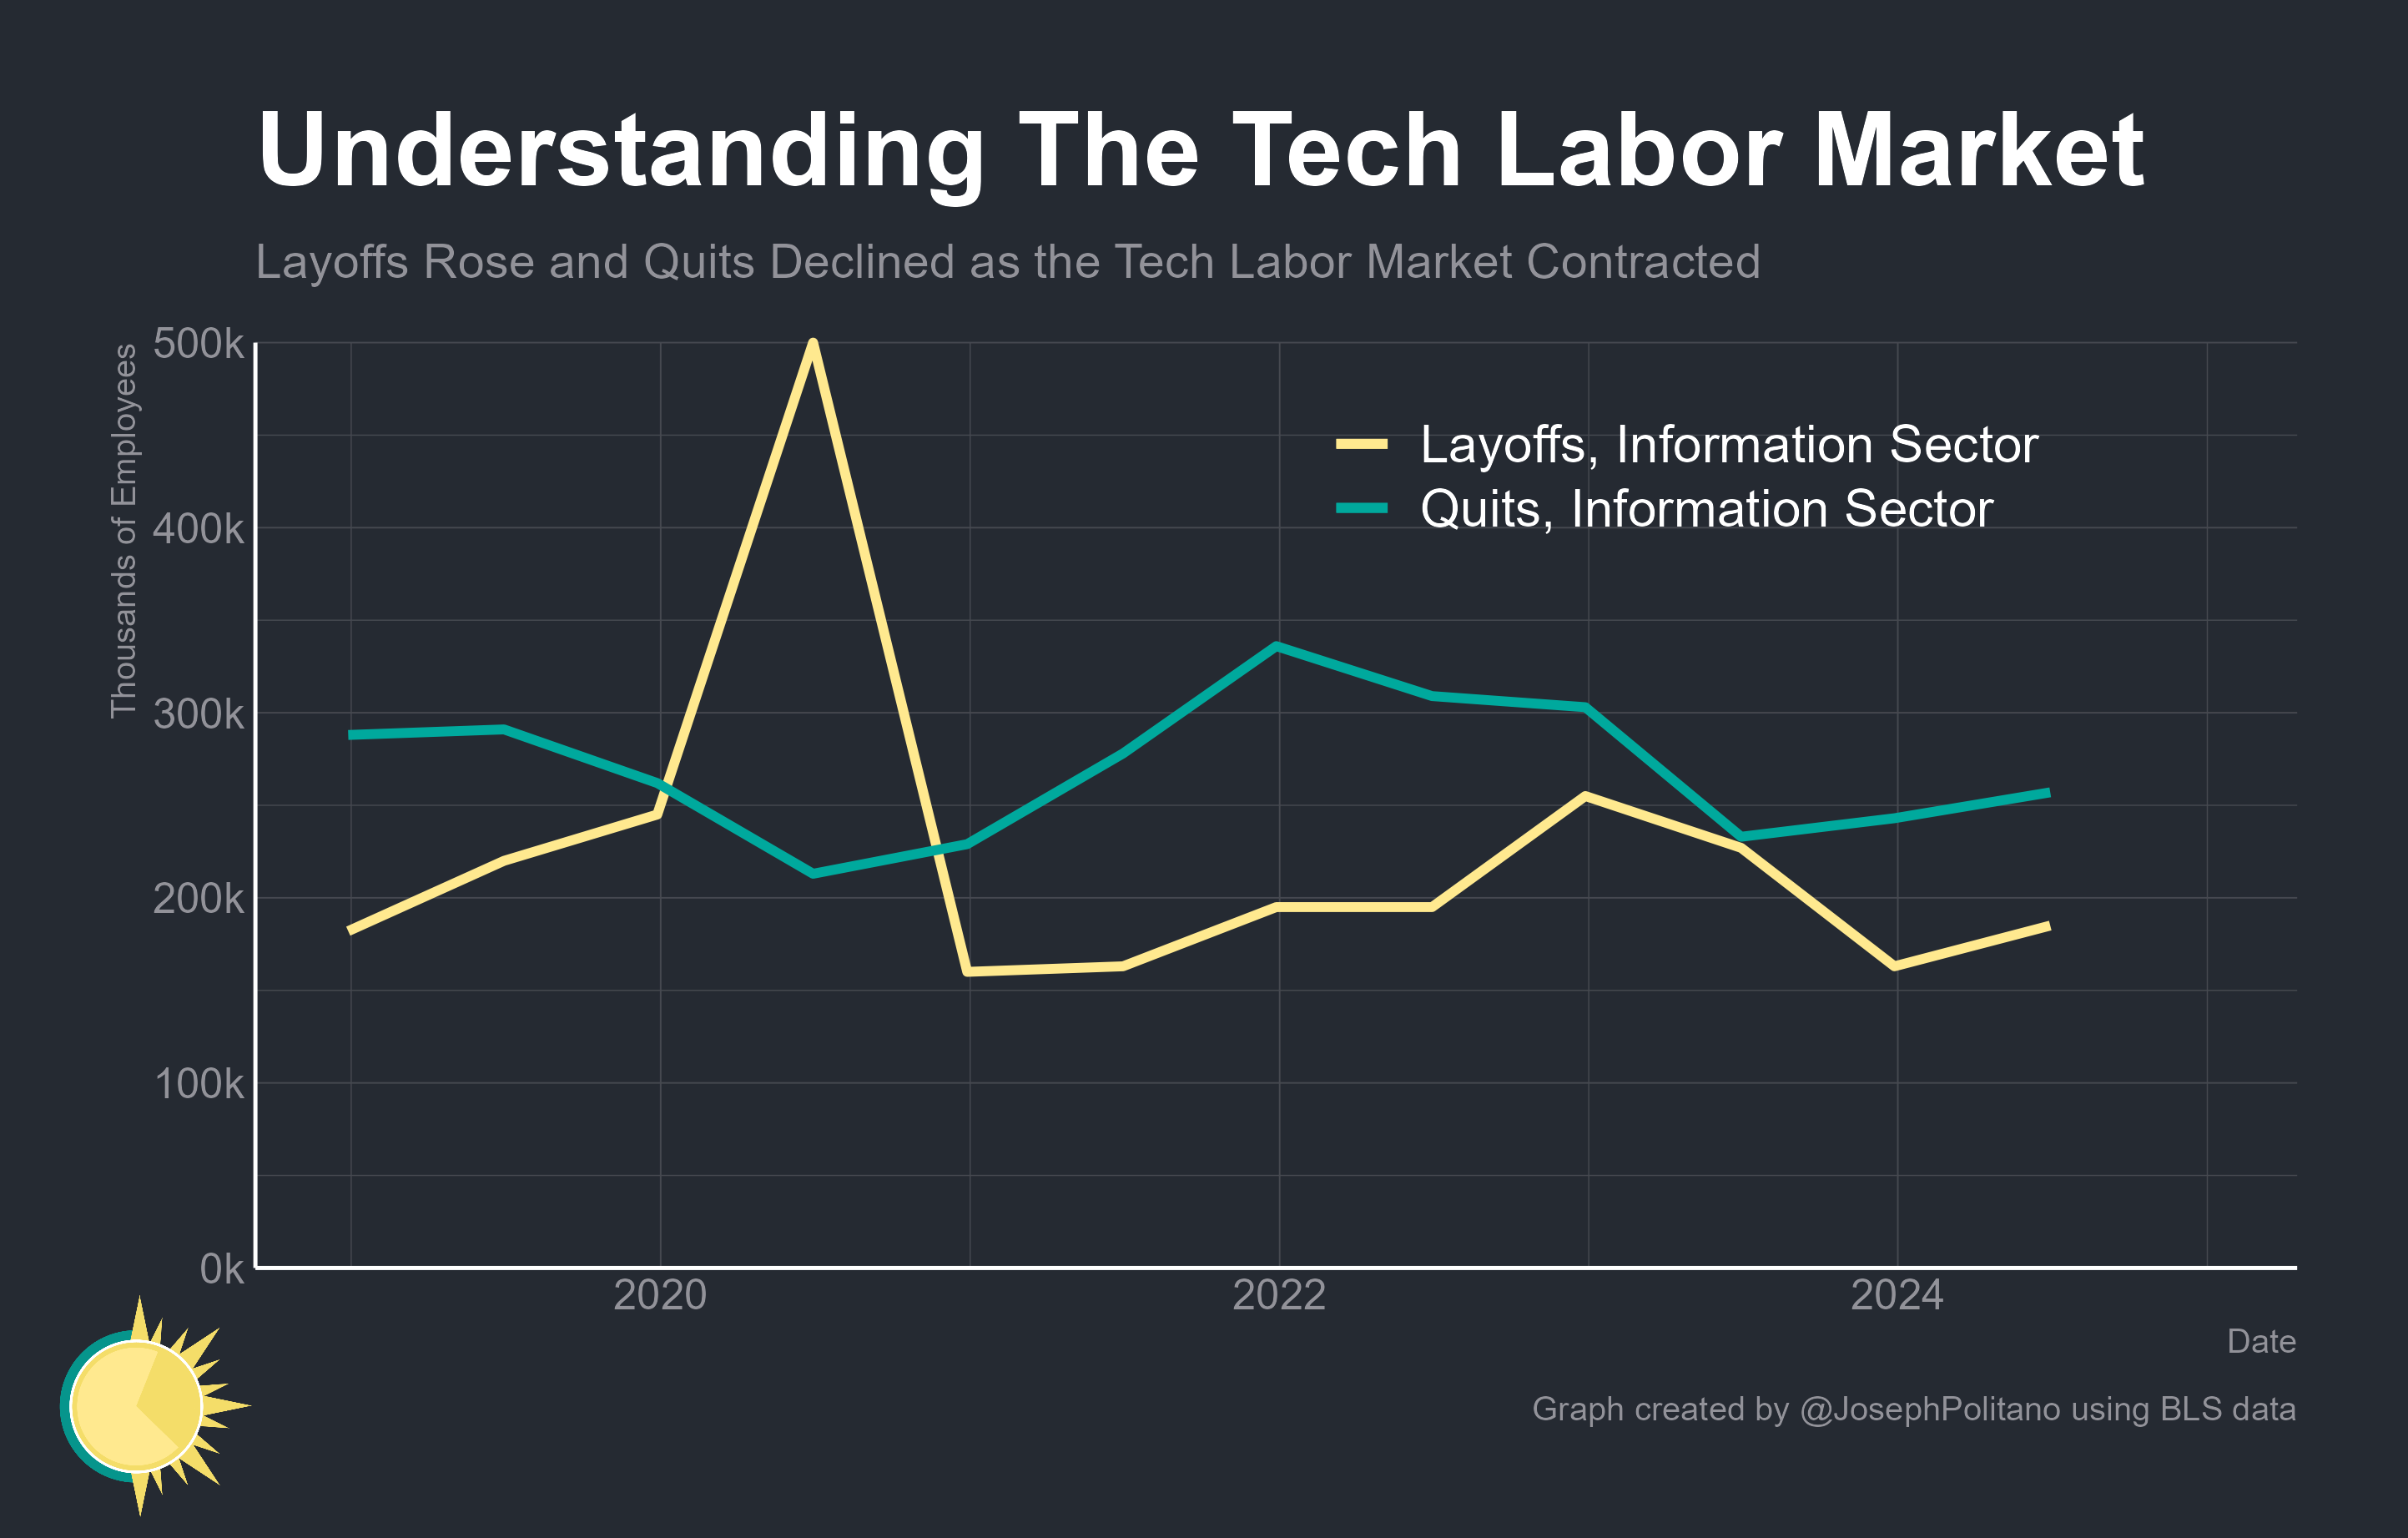 Understanding The Tech Labor Market
Layoffs Rose and Quits Declined as the Tech Labor Market Contracted
Thousands of Employees
500k
400k
300k
200k
100k
0k
Layoffs, Information Sector
Quits, Information Sector
2020
2022
2024
Date
Graph created by @JosephPolitano using BLS data